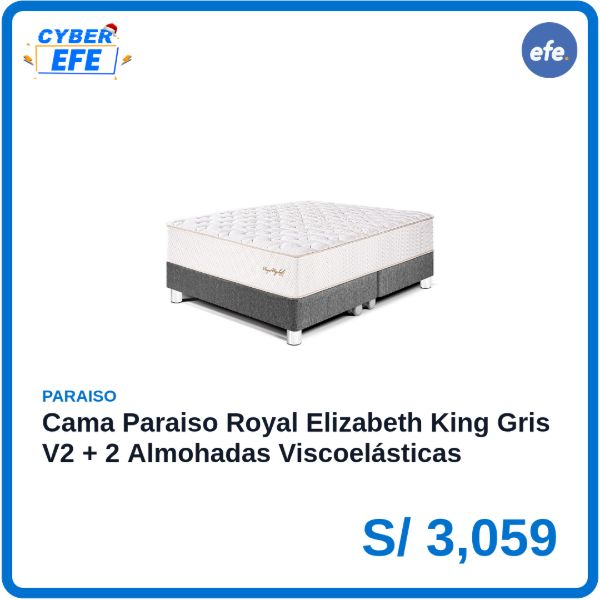 CYBER
EFE
efe.
PARAISO
Cama Paraiso Royal Elizabeth King Gris
V2 + 2 Almohadas Viscoelásticas
S/ 3,059